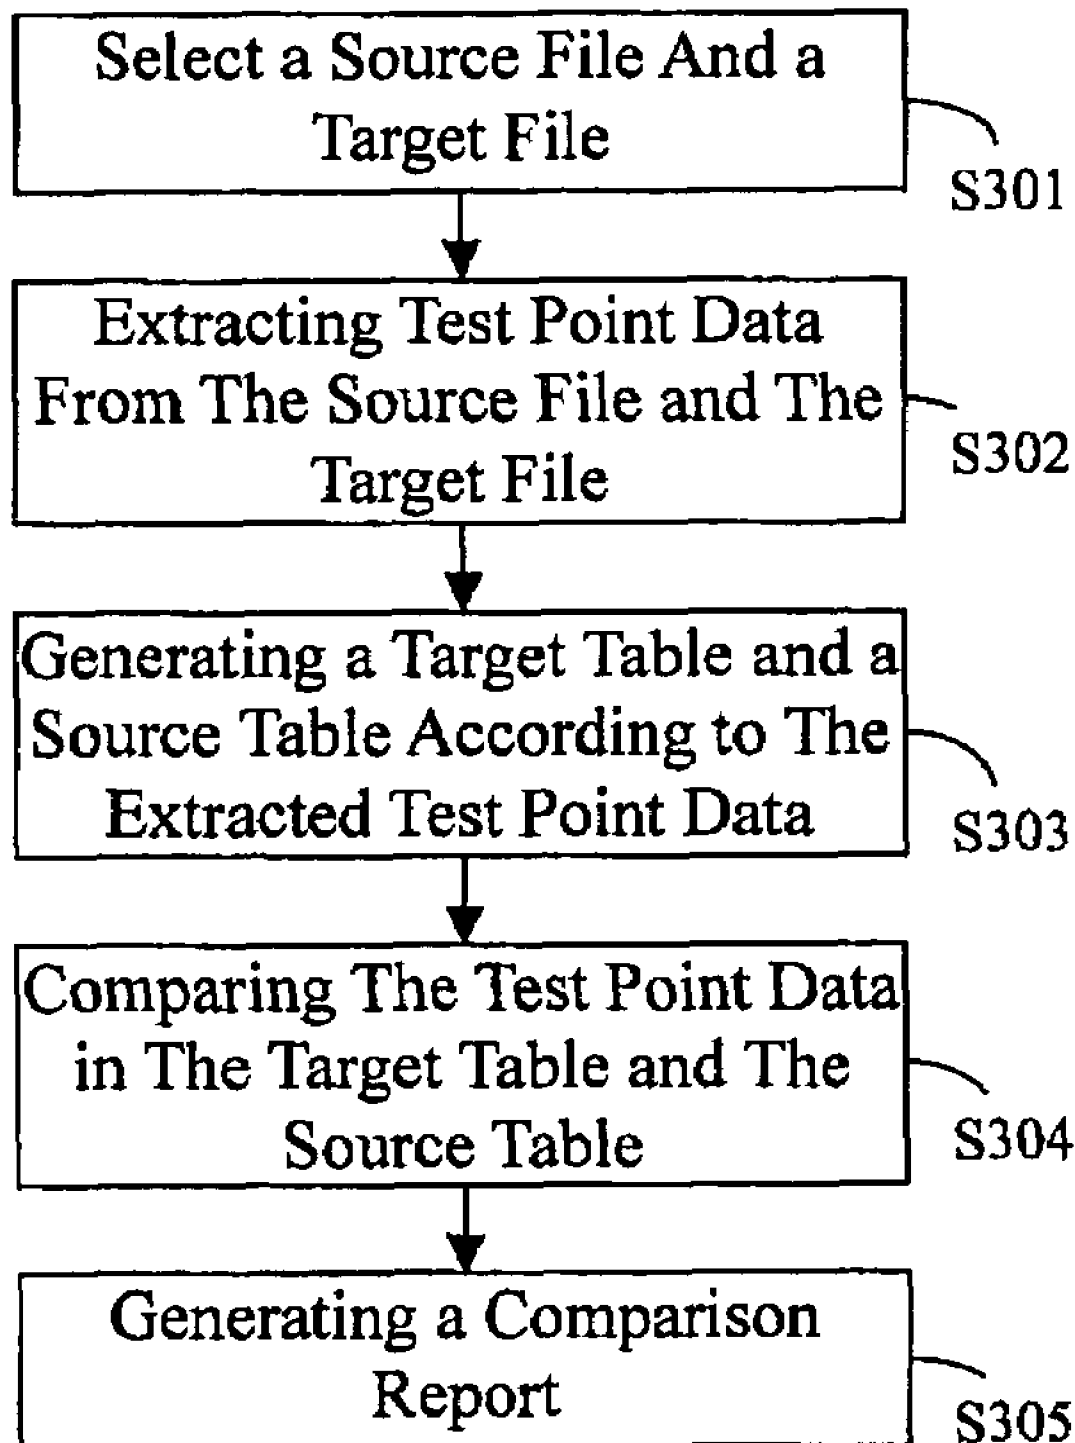 Select a Source File And a
Target File
S301
Extracting Test Point Data
From The Source File and The
Target File
S302
Generating a Target Table and a
Source Table According to The
Extracted Test Point Data
S303
Comparing The Test Point Data
in The Target Table and The
Source Table
S304
Generating a Comparison
Report
S305